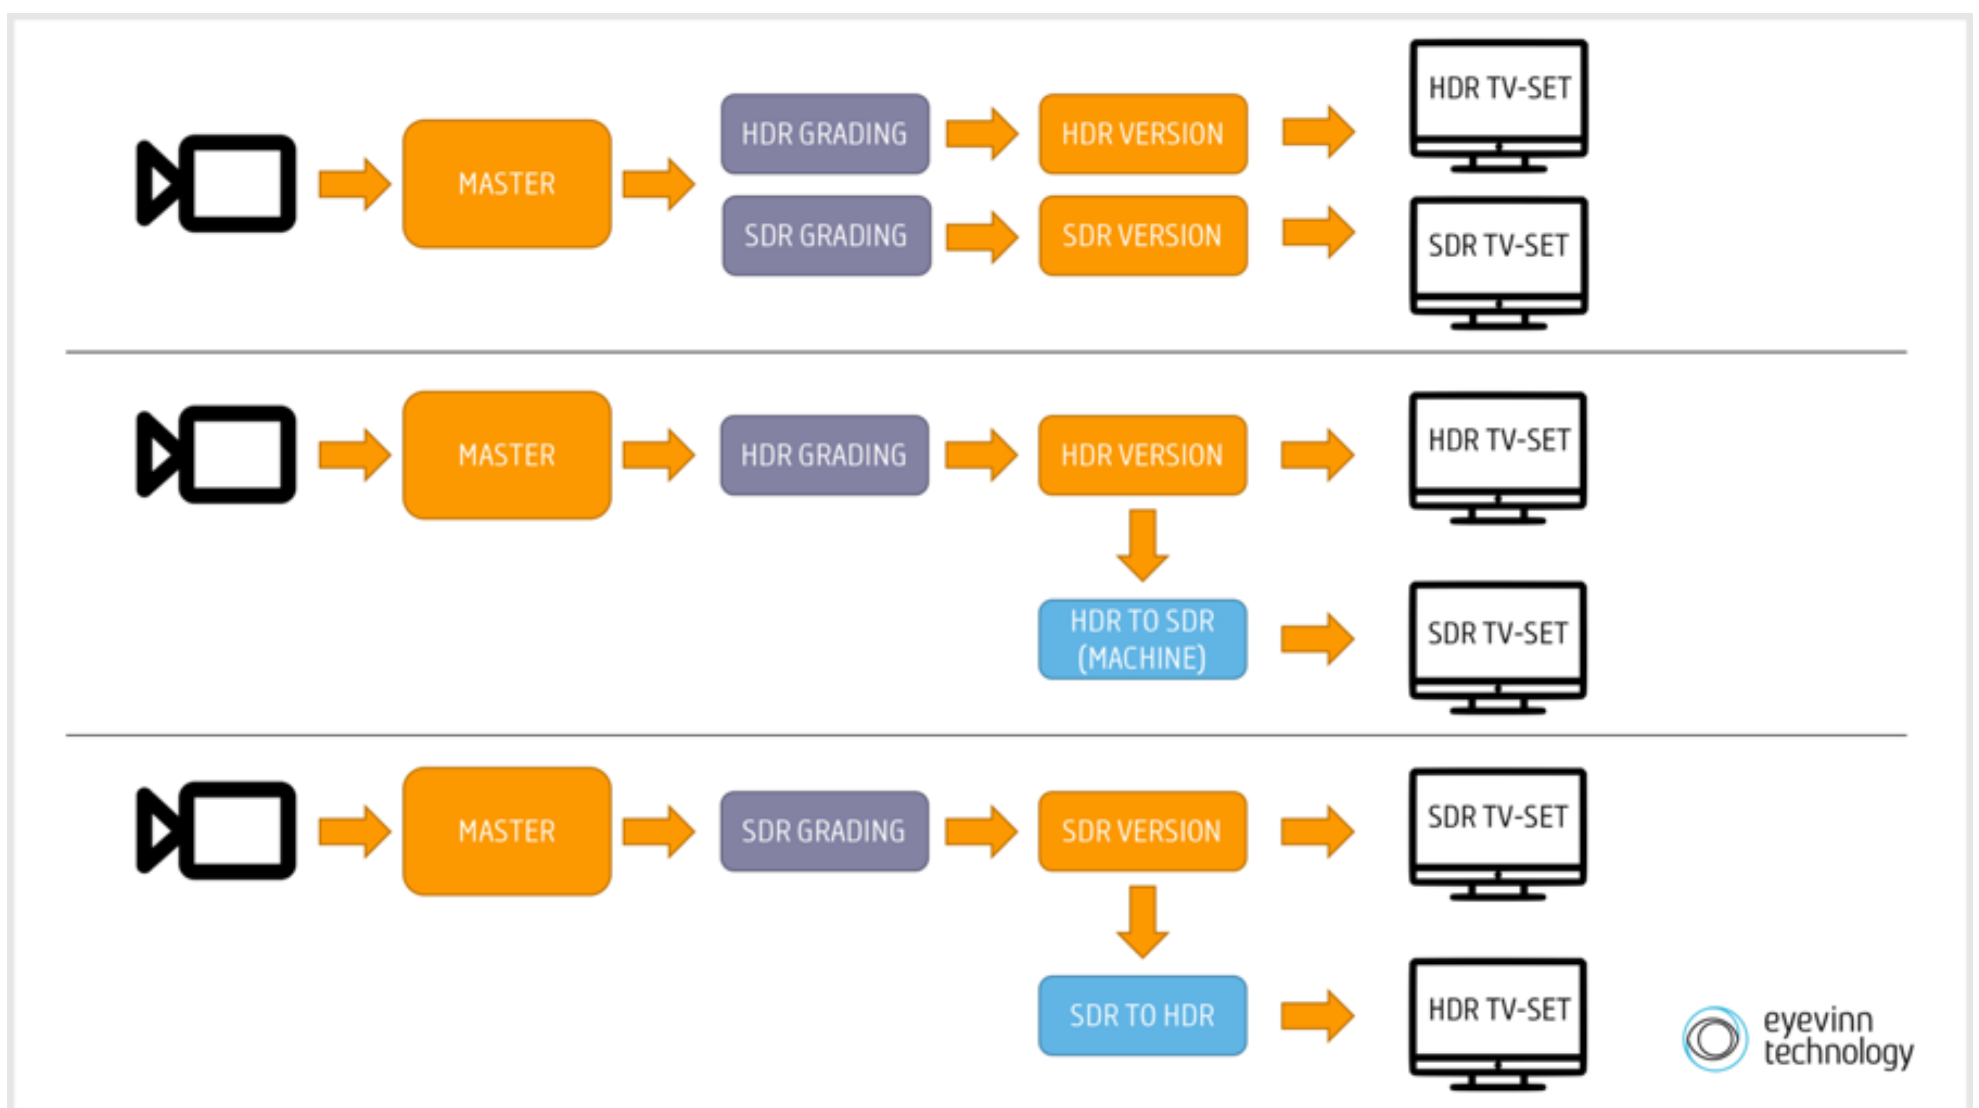 MASTER
HDR GRADING
HDR VERSION
HDR TV-SET
SDR GRADING
SDR VERSION
SDR TV-SET
MASTER
HDR GRADING
HDR VERSION
HDR TV-SET
HDR TO SDR
(MACHINE)
SDR TV-SET
MASTER
SDR GRADING
SDR VERSION
SDR TV-SET
SDR TO HDR
HDR TV-SET
eyevinn
technology